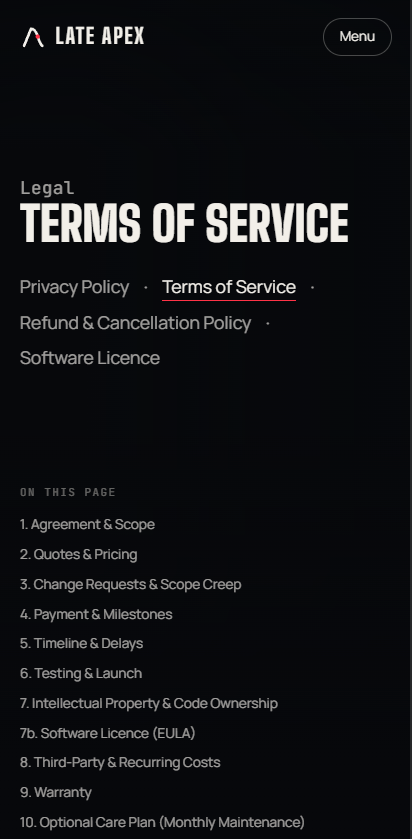 LATE APEX
Menu
Legal
TERMS OF SERVICE
Privacy Policy · Terms of Service ·
Refund & Cancellation Policy ·
Software Licence
ON THIS PAGE
1. Agreement & Scope
2. Quotes & Pricing
3. Change Requests & Scope Creep
4. Payment & Milestones
5. Timeline & Delays
6. Testing & Launch
7. Intellectual Property & Code Ownership
7b. Software Licence (EULA)
8. Third-Party & Recurring Costs
9. Warranty
10. Optional Care Plan (Monthly Maintenance)